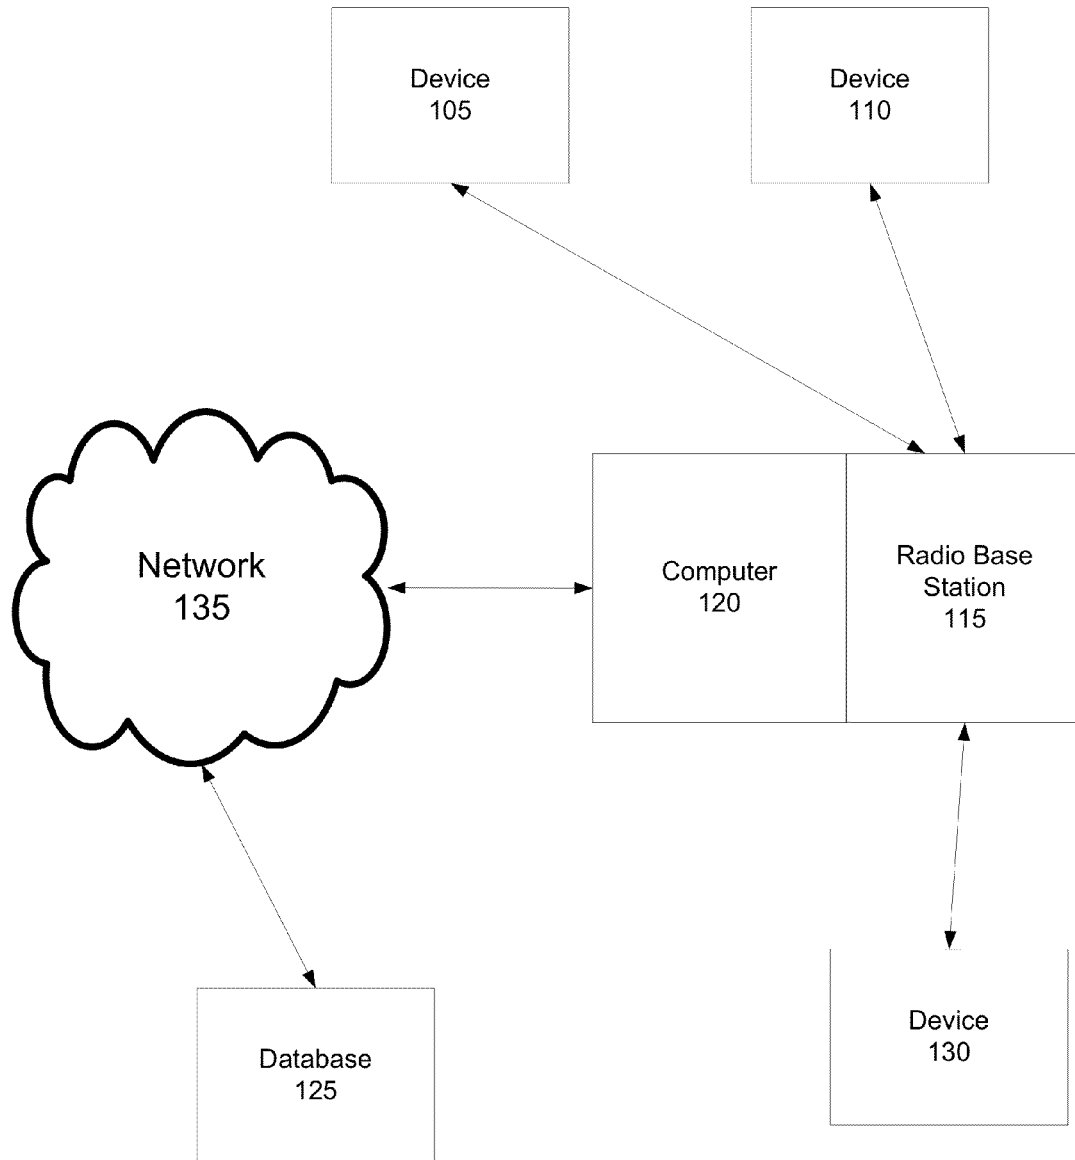 Device
105
Device
110
Network
135
Computer
120
Radio Base
Station
115
Database
125
Device
130